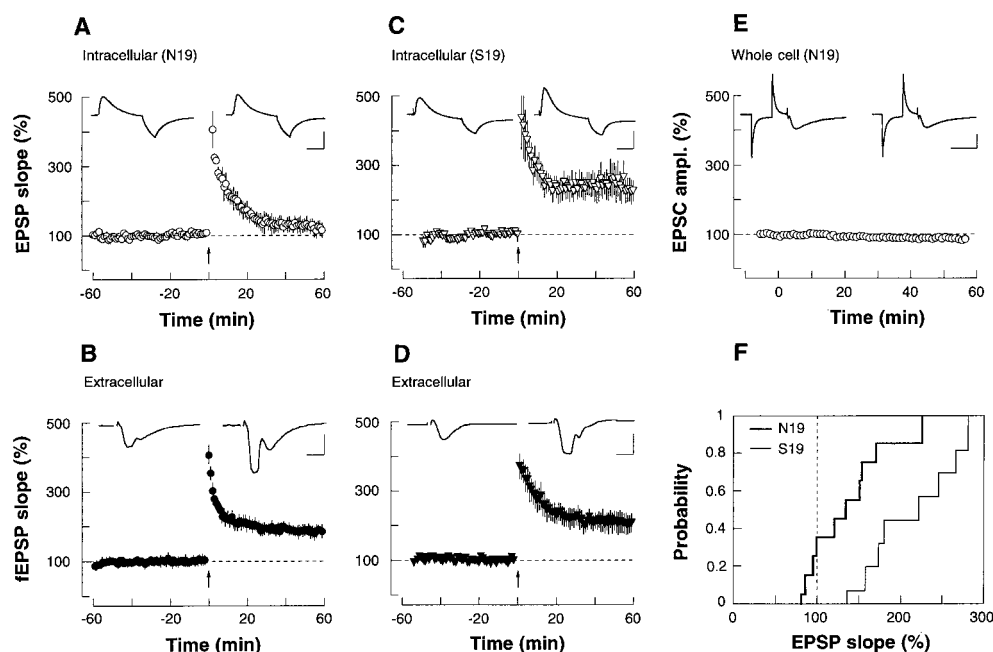 A
Intracellular (N19)
EPSP slope (%)
500
300
100
-60
-20
20
60
Time (min)
C
Intracellular (S19)
500
300
100
-60
-20
20
60
Time (min)
E
Whole cell (N19)
EPSC ampl. (%)
500
300
100
0
20
40
60
Time (min)
B
Extracellular
fEPSP slope (%)
500
300
100
-60
-20
20
60
Time (min)
D
Extracellular
500
300
100
-60
-20
20
60
Time (min)
F
Probability
1
0.8
0.6
0.4
0.2
0
N19
S19
0
100
200
300
EPSP slope (%)